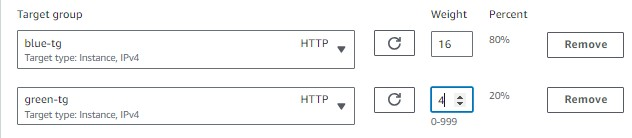 Target group Weight Percent
blue-tg HTTP 16 80% Remove
Target type: Instance, IPv4
green-tg HTTP 4 20% Remove
Target type: Instance, IPv4
0-999